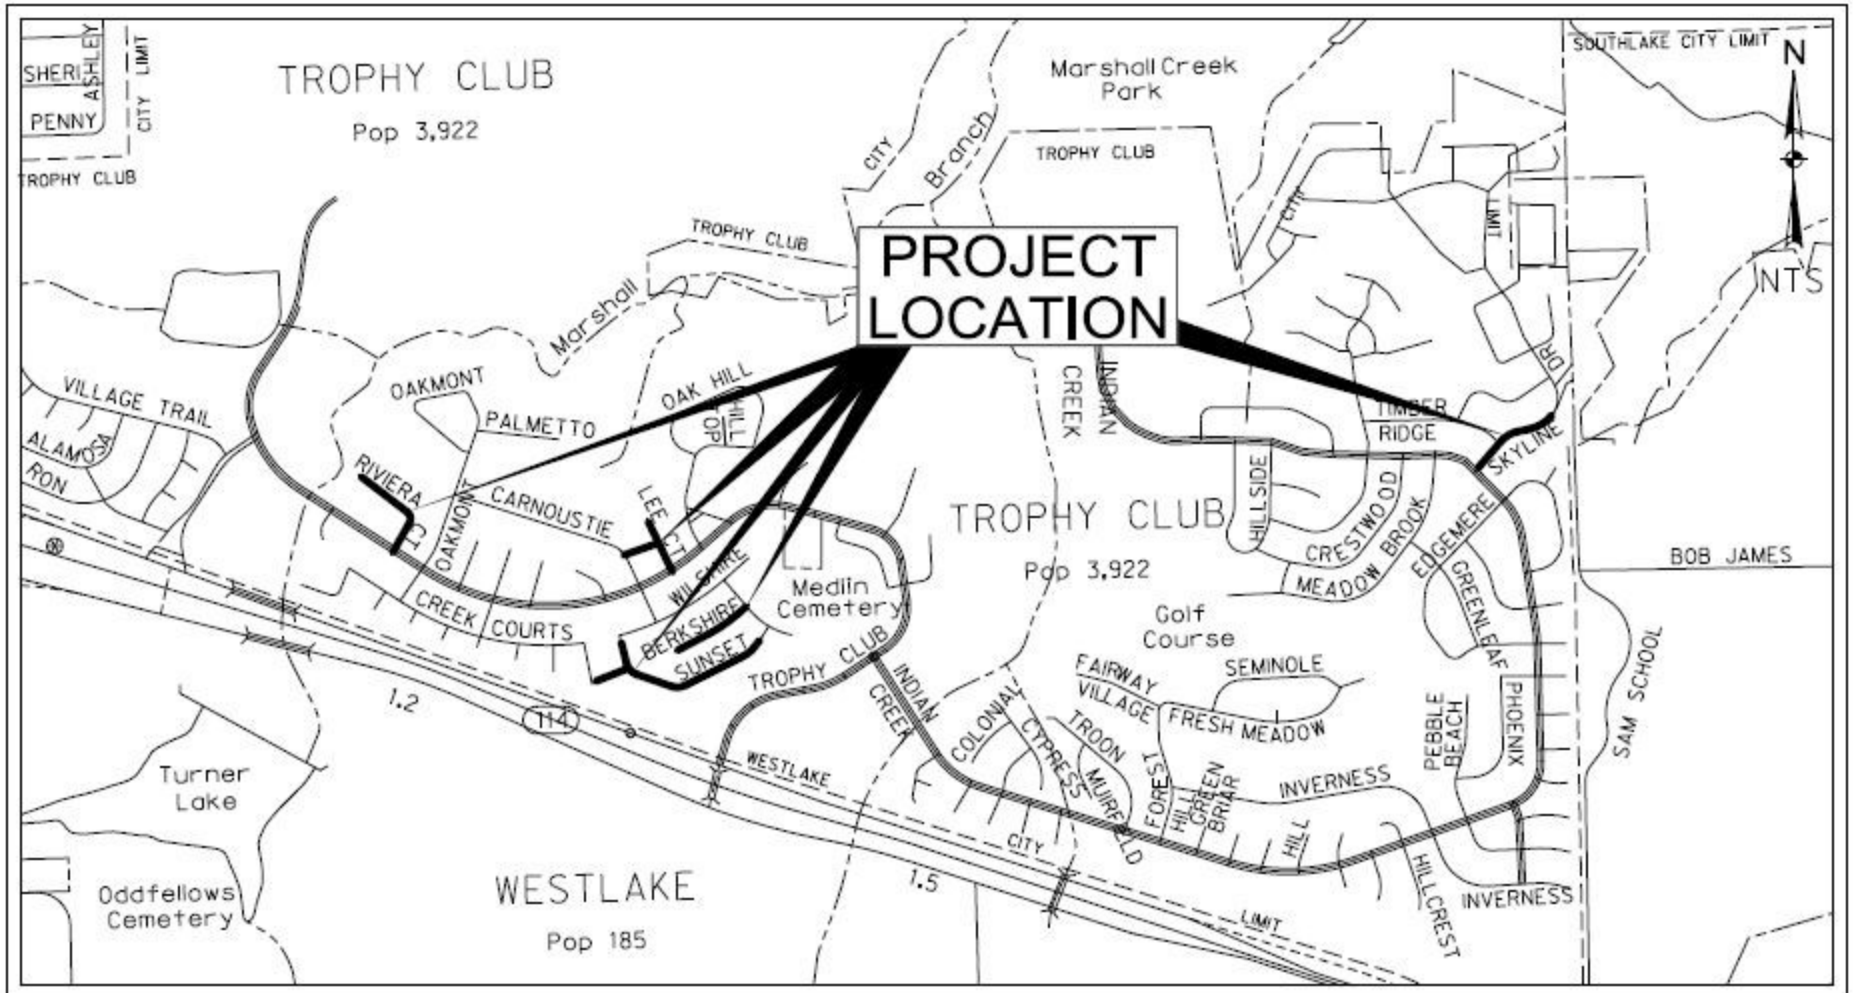 SHERI
ASHLEY
PENNY
CITY LIMIT
TROPHY CLUB
TROPHY CLUB
Pop 3,922
CITY
Branch
Marshall Creek
Park
TROPHY CLUB
SOUTHLAKE CITY LIMIT
N
NTS
CITY
LIMIT
TROPHY CLUB
Marshall
PROJECT
LOCATION
INDIAN
CREEK
DR
TIMBER
RIDGE
SKYLINE
VILLAGE TRAIL
ALAMOSA
RON
OAKMONT
PALMETTO
OAK HILL
HILL
TOP
RIVIERA
CT
OAKMONT
CARNOUSTIE
LEE CT
WILSHIRE
BERKSHIRE
SUNSET
CREEK COURTS
Medlin
Cemetery
TROPHY CLUB
INDIAN
CREEK
TROPHY CLUB
Pop 3,922
HILLSIDE
CRESTWOOD
MEADOW BROOK
EDGEMERE
GREENLEAF
BOB JAMES
SAM SCHOOL
Golf
Course
FAIRWAY
VILLAGE
SEMINOLE
FRESH MEADOW
COLONIAL
CYPRESS
TROON
MUIRFIELD
FOREST
HILL
GREEN
BRIAR
INVERNESS
HILL
PEBBLE
BEACH
PHOENIX
HILLCREST
INVERNESS
1.2
114
WESTLAKE
CITY
LIMIT
1.5
Turner
Lake
Oddfellows
Cemetery
WESTLAKE
Pop 185